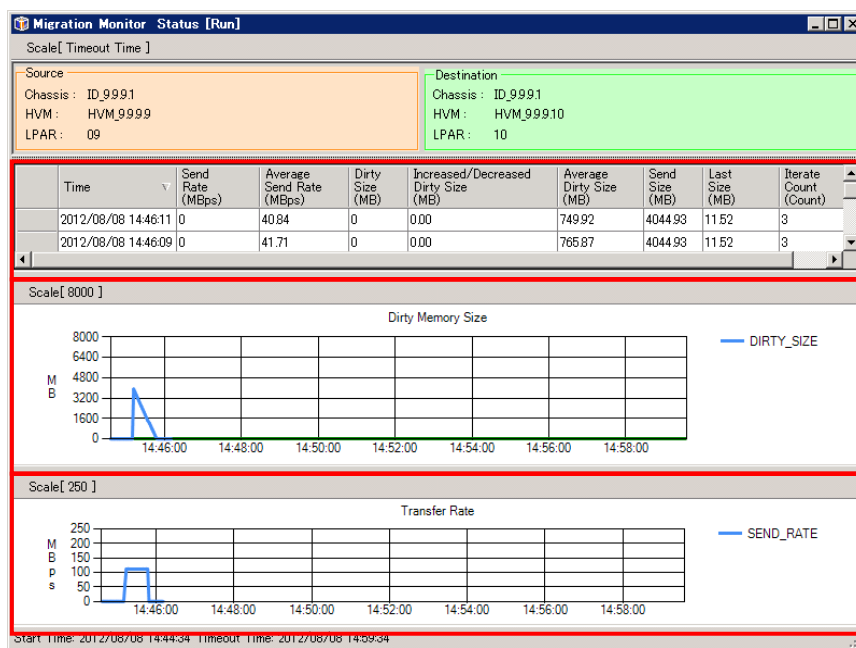 Migration Monitor Status [Run]
Scale[ Timeout Time ]
Source
Chassis : ID_9.9.9.1
HVM : HVM_9.9.9.9
LPAR : 09
Destination
Chassis : ID_9.9.9.1
HVM : HVM_9.9.9.10
LPAR : 10
Time Send Rate (MBps) Average Send Rate (MBps) Dirty Size (MB) Increased/Decreased Dirty Size (MB) Average Dirty Size (MB) Send Size (MB) Last Size (MB) Iterate Count (Count)
2012/08/08 14:46:11 0 40.84 0 0.00 749.92 4044.93 11.52 3
2012/08/08 14:46:09 0 41.71 0 0.00 765.87 4044.93 11.52 3
Scale[ 8000 ]
Dirty Memory Size
MB
8000
6400
4800
3200
1600
0
14:46:00 14:48:00 14:50:00 14:52:00 14:54:00 14:56:00 14:58:00
DIRTY_SIZE
Scale[ 250 ]
Transfer Rate
MBps
250
200
150
100
50
0
14:46:00 14:48:00 14:50:00 14:52:00 14:54:00 14:56:00 14:58:00
SEND_RATE
Start Time: 2012/08/08 14:44:34 Timeout Time: 2012/08/08 14:59:34